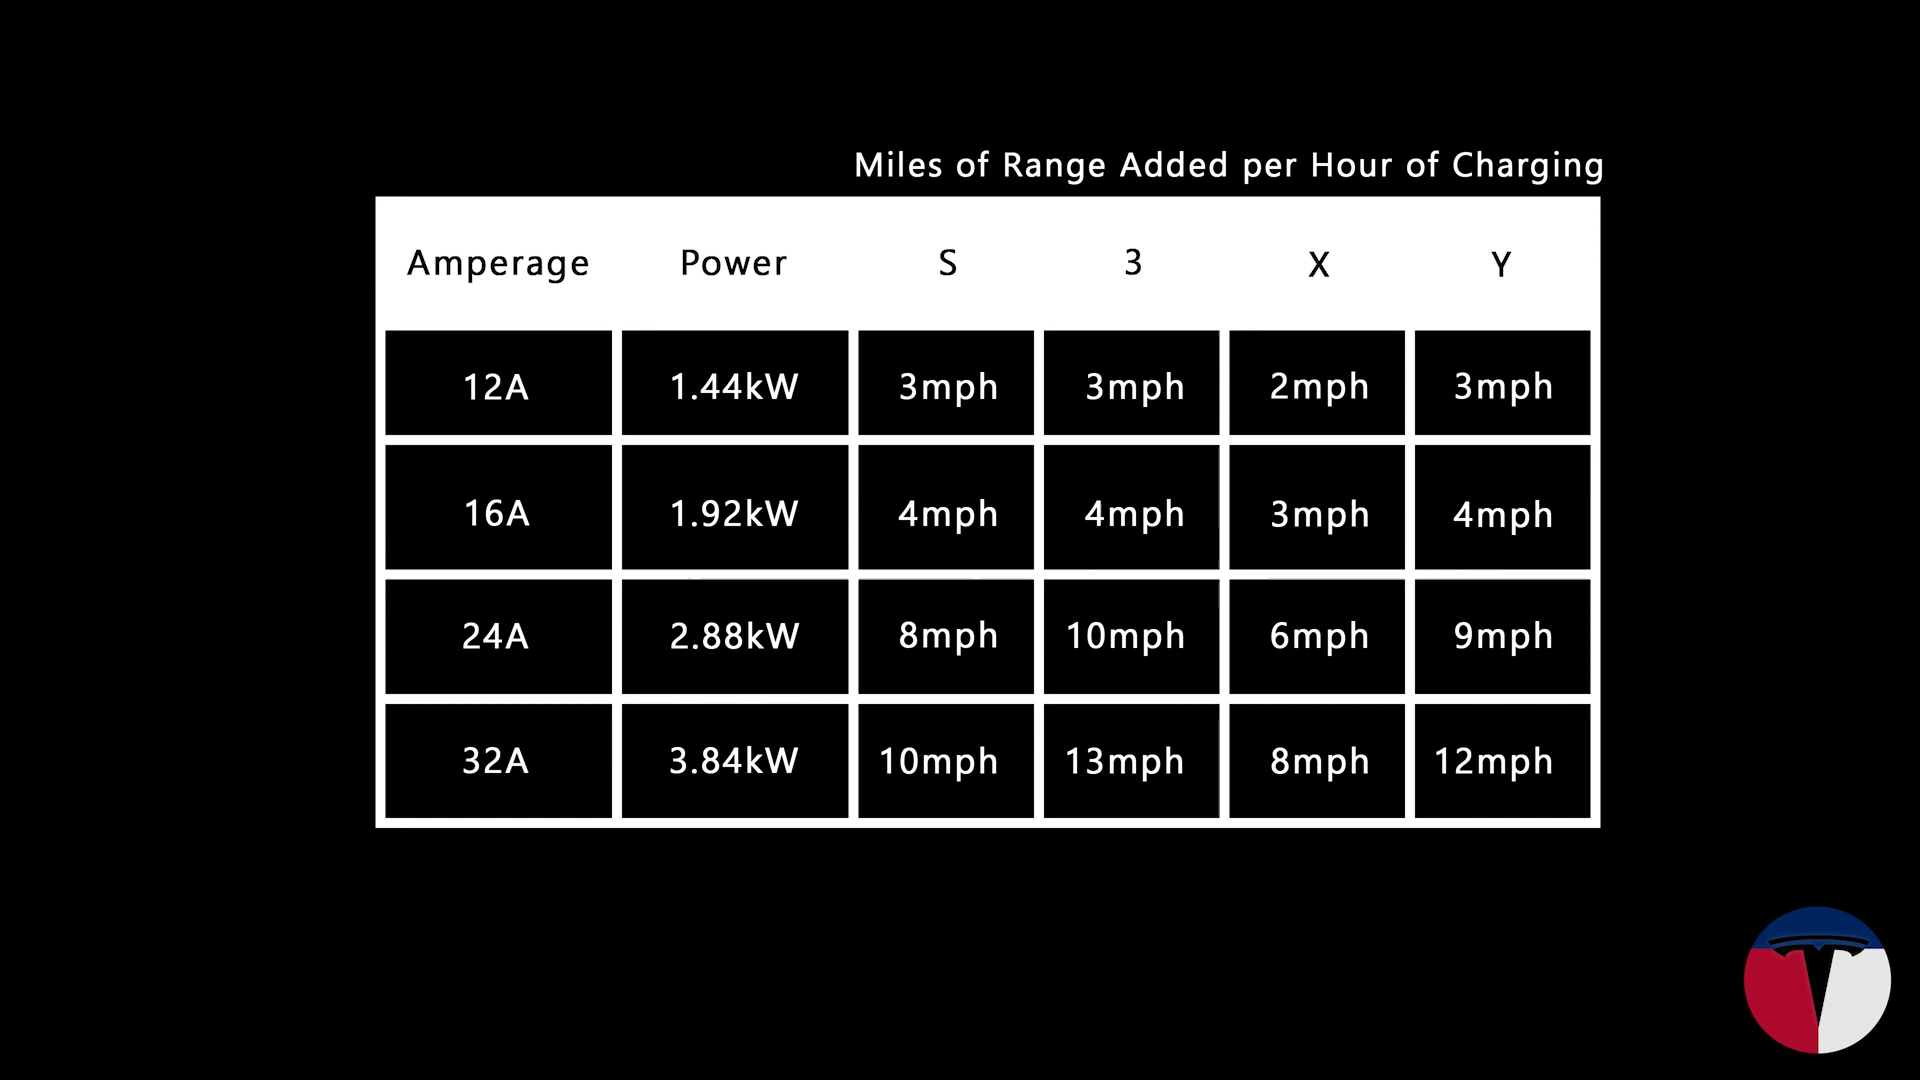 Miles of Range Added per Hour of Charging
Amperage Power S 3 X Y
12A 1.44kW 3mph 3mph 2mph 3mph
16A 1.92kW 4mph 4mph 3mph 4mph
24A 2.88kW 8mph 10mph 6mph 9mph
32A 3.84kW 10mph 13mph 8mph 12mph